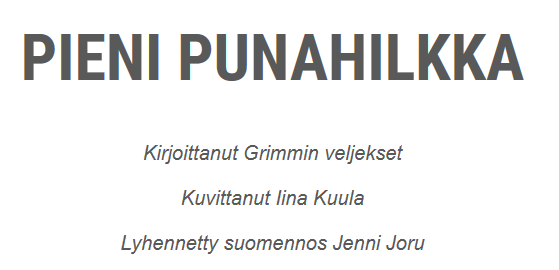 PIENI PUNAHILKKA
Kirjoittanut Grimmin veljekset
Kuvittanut Iina Kuula
Lyhennetty suomennos Jenni Joru